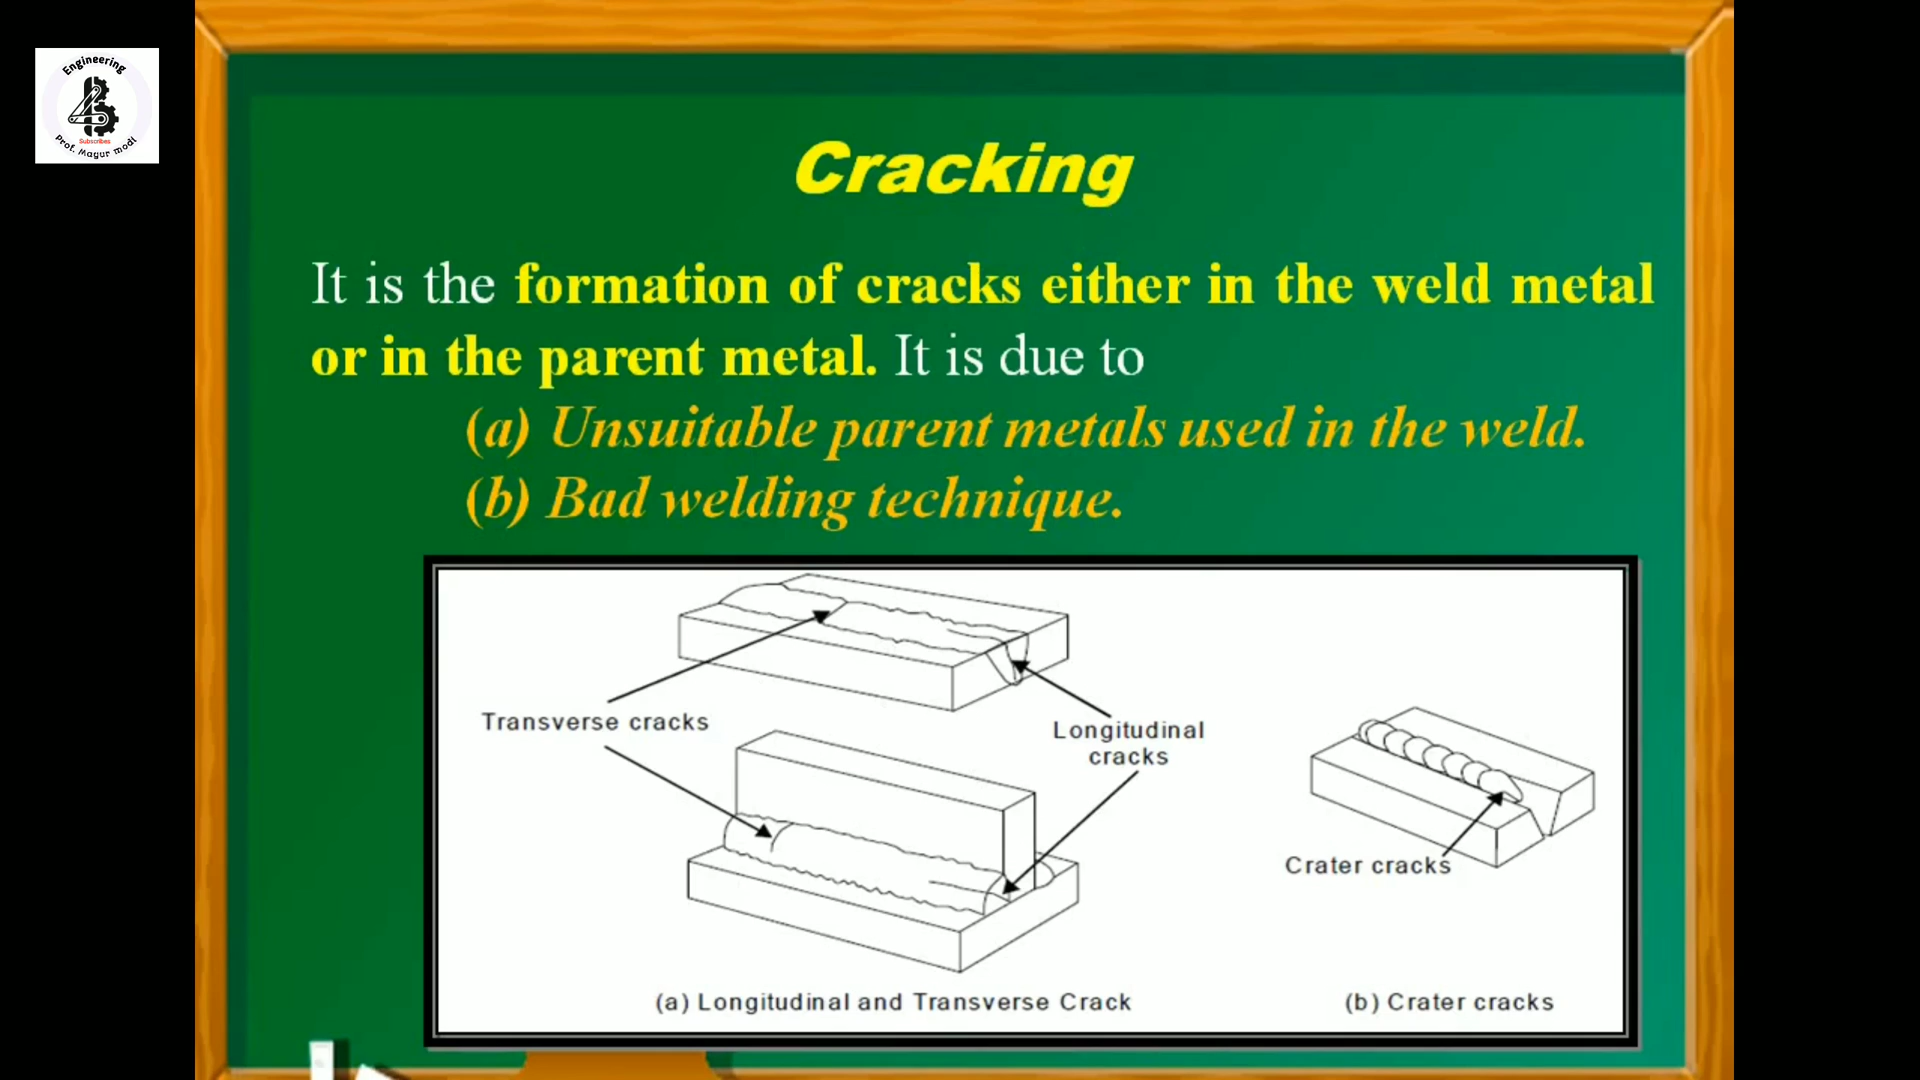 Engineering
Subscribes
Prof. Mayur modi
Cracking
It is the formation of cracks either in the weld metal
or in the parent metal. It is due to
(a) Unsuitable parent metals used in the weld.
(b) Bad welding technique.
Transverse cracks
Longitudinal
cracks
Crater cracks
(a) Longitudinal and Transverse Crack
(b) Crater cracks